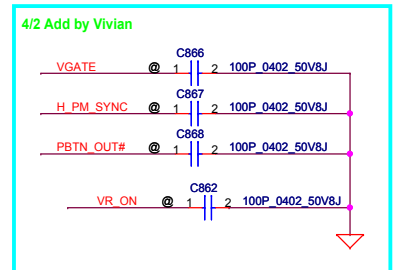 4/2 Add by Vivian
C866
VGATE @ 1 2 100P_0402_50V8J
C867
H_PM_SYNC @ 1 2 100P_0402_50V8J
C868
PBTN_OUT# @ 1 2 100P_0402_50V8J
C862
VR_ON @ 1 2 100P_0402_50V8J